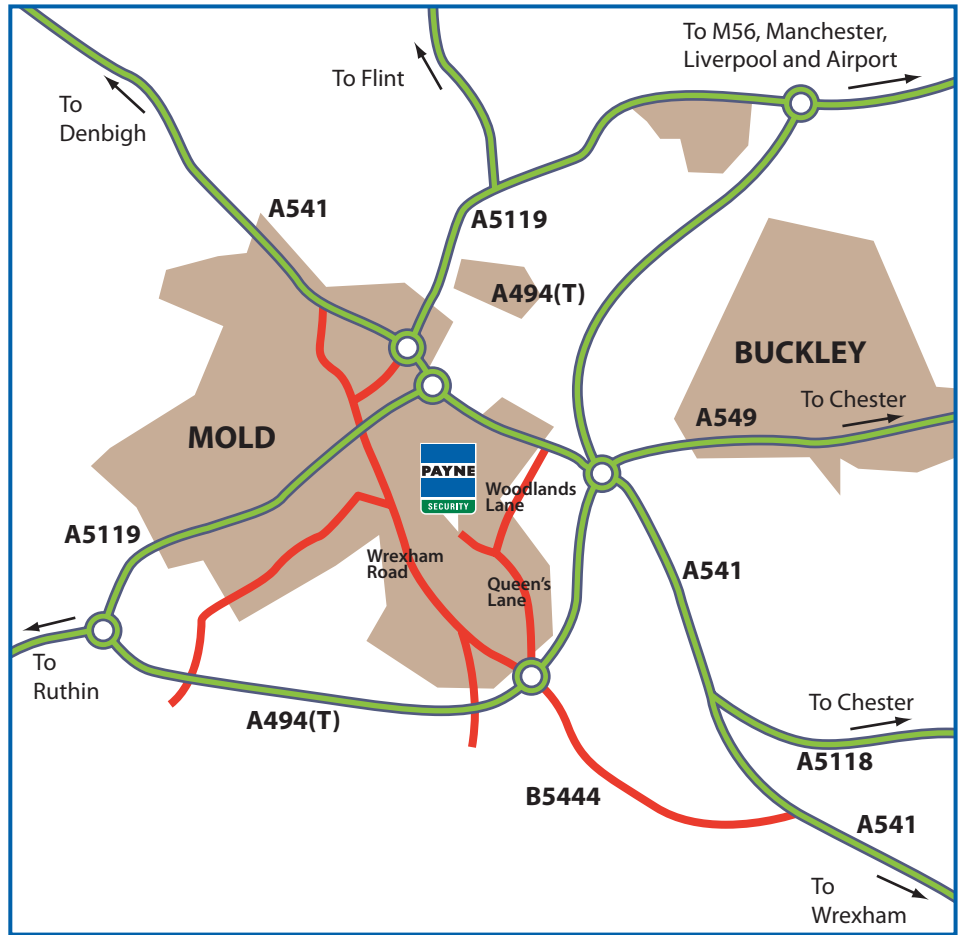 To M56, Manchester,
Liverpool and Airport
To Flint
To
Denbigh
A541
A5119
A494(T)
BUCKLEY
To Chester
A549
MOLD
PAYNE
SECURITY
Woodlands
Lane
A5119
Wrexham
Road
Queen's
Lane
A541
To
Ruthin
A494(T)
To Chester
A5118
B5444
A541
To
Wrexham